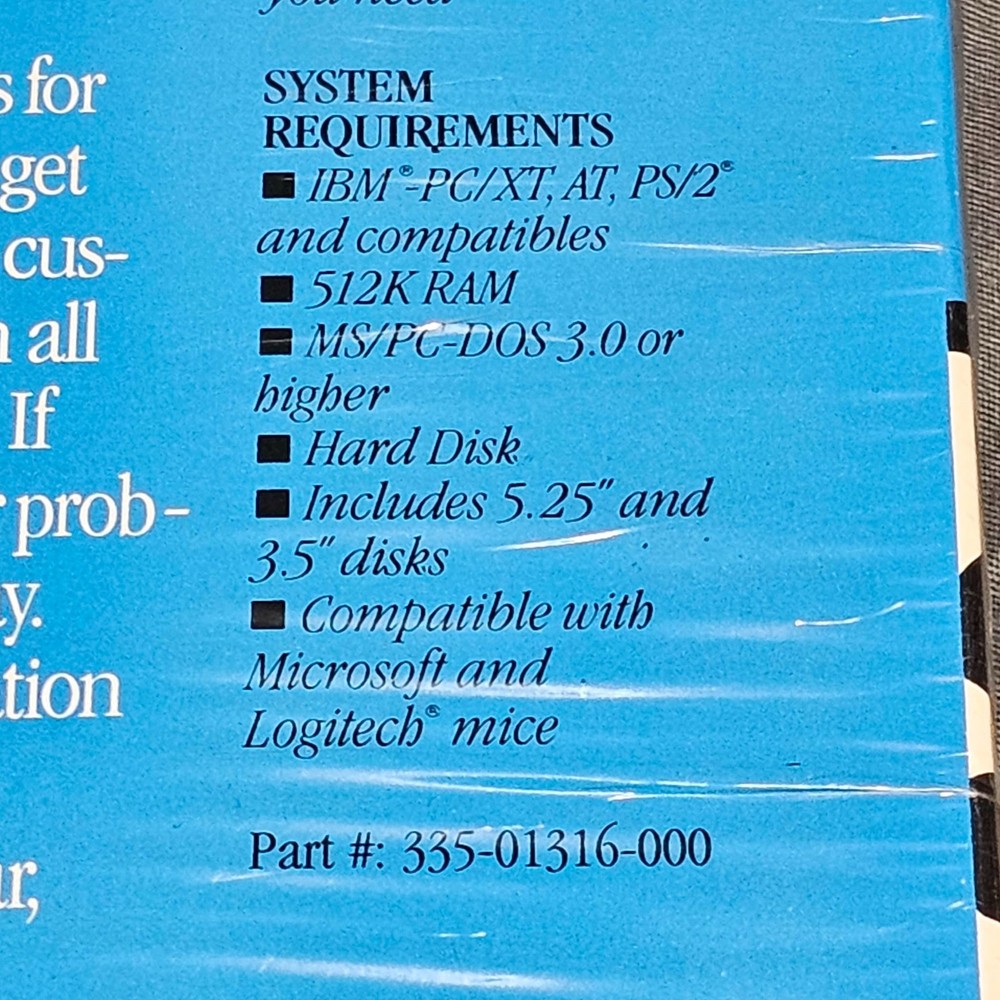 you need
s for
get
cus-
all
If
prob-
y.
tion
ur,
SYSTEM
REQUIREMENTS
■ IBM®-PC/XT, AT, PS/2®
and compatibles
■ 512K RAM
■ MS/PC-DOS 3.0 or
higher
■ Hard Disk
■ Includes 5.25" and
3.5" disks
■ Compatible with
Microsoft and
Logitech® mice
Part #: 335-01316-000